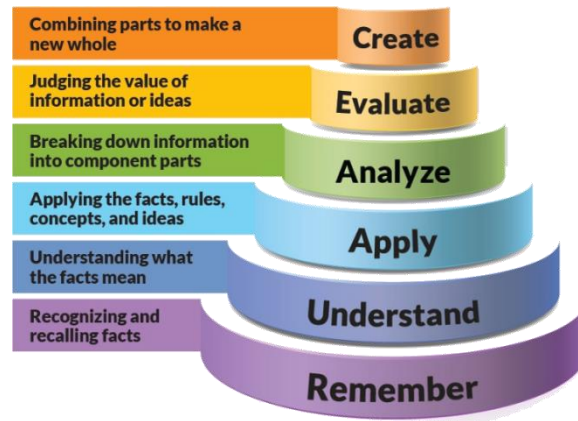 Combining parts to make a
new whole
Create
Judging the value of
information or ideas
Evaluate
Breaking down information
into component parts
Analyze
Applying the facts, rules,
concepts, and ideas
Apply
Understanding what
the facts mean
Understand
Recognizing and
recalling facts
Remember